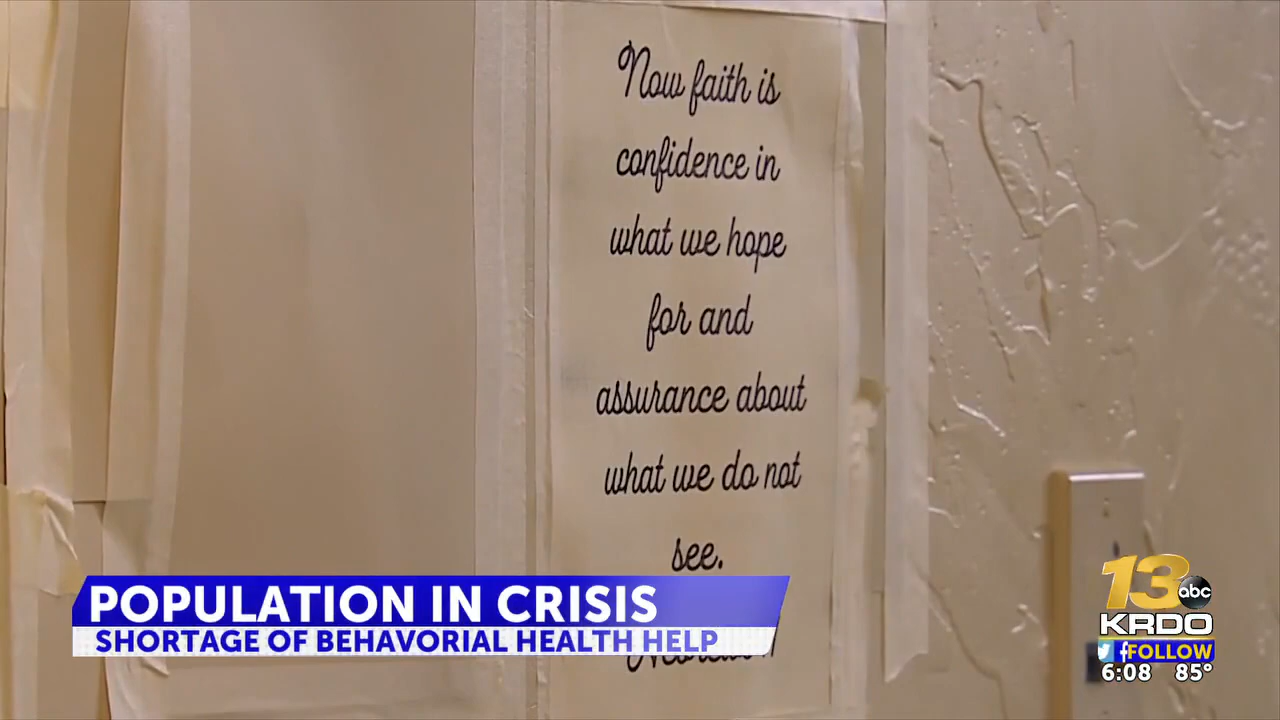 Now faith is
confidence in
what we hope
for and
assurance about
what we do not
see.
POPULATION IN CRISIS
SHORTAGE OF BEHAVORIAL HEALTH HELP
13
abc
KRDO
FOLLOW
6:08 85°